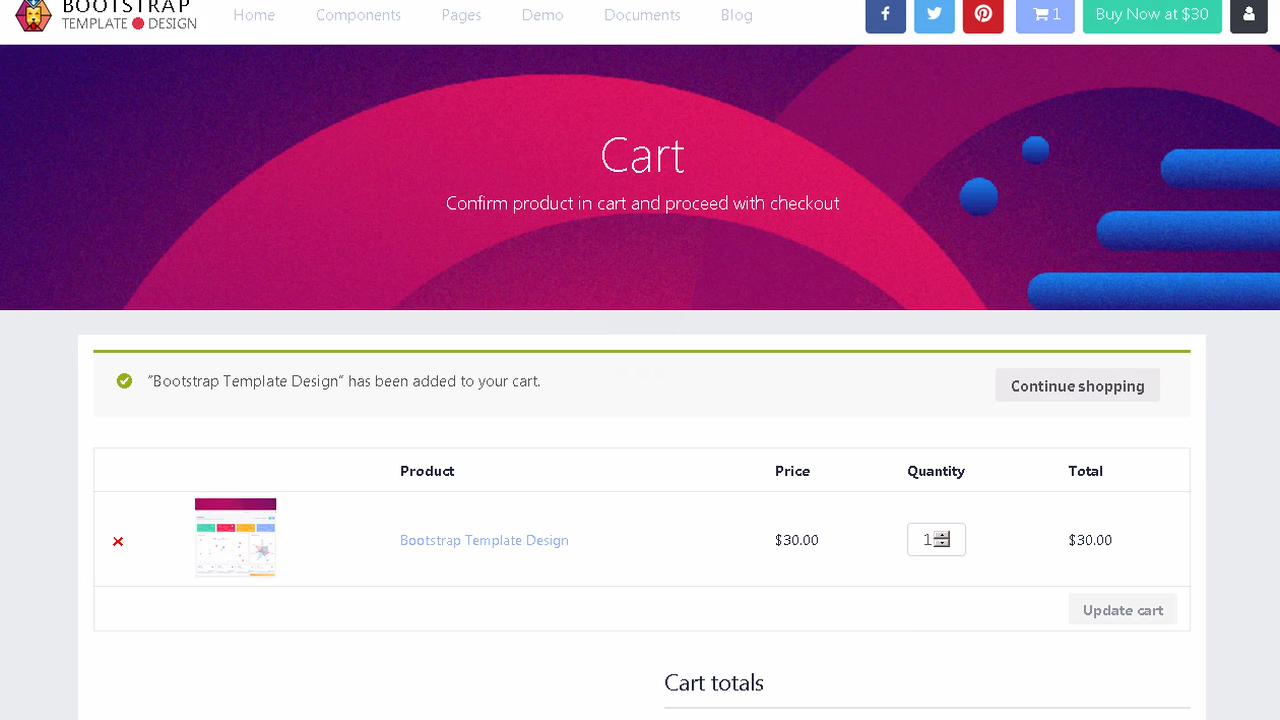 BOOTSTRAP
TEMPLATE DESIGN
Home Components Pages Demo Documents Blog
1
Buy Now at $30
Cart
Confirm product in cart and proceed with checkout
“Bootstrap Template Design” has been added to your cart.
Continue shopping
Product Price Quantity Total
Bootstrap Template Design $30.00 1 $30.00
Update cart
Cart totals